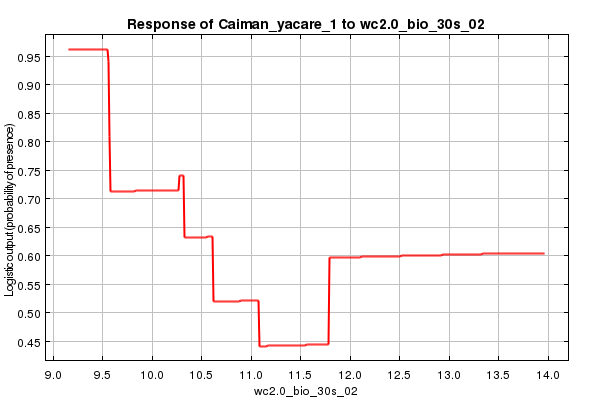 Response of Caiman_yacare_1 to wc2.0_bio_30s_02
Logistic output (probability of presence)
0.95
0.90
0.85
0.80
0.75
0.70
0.65
0.60
0.55
0.50
0.45
9.0 9.5 10.0 10.5 11.0 11.5 12.0 12.5 13.0 13.5 14.0
wc2.0_bio_30s_02